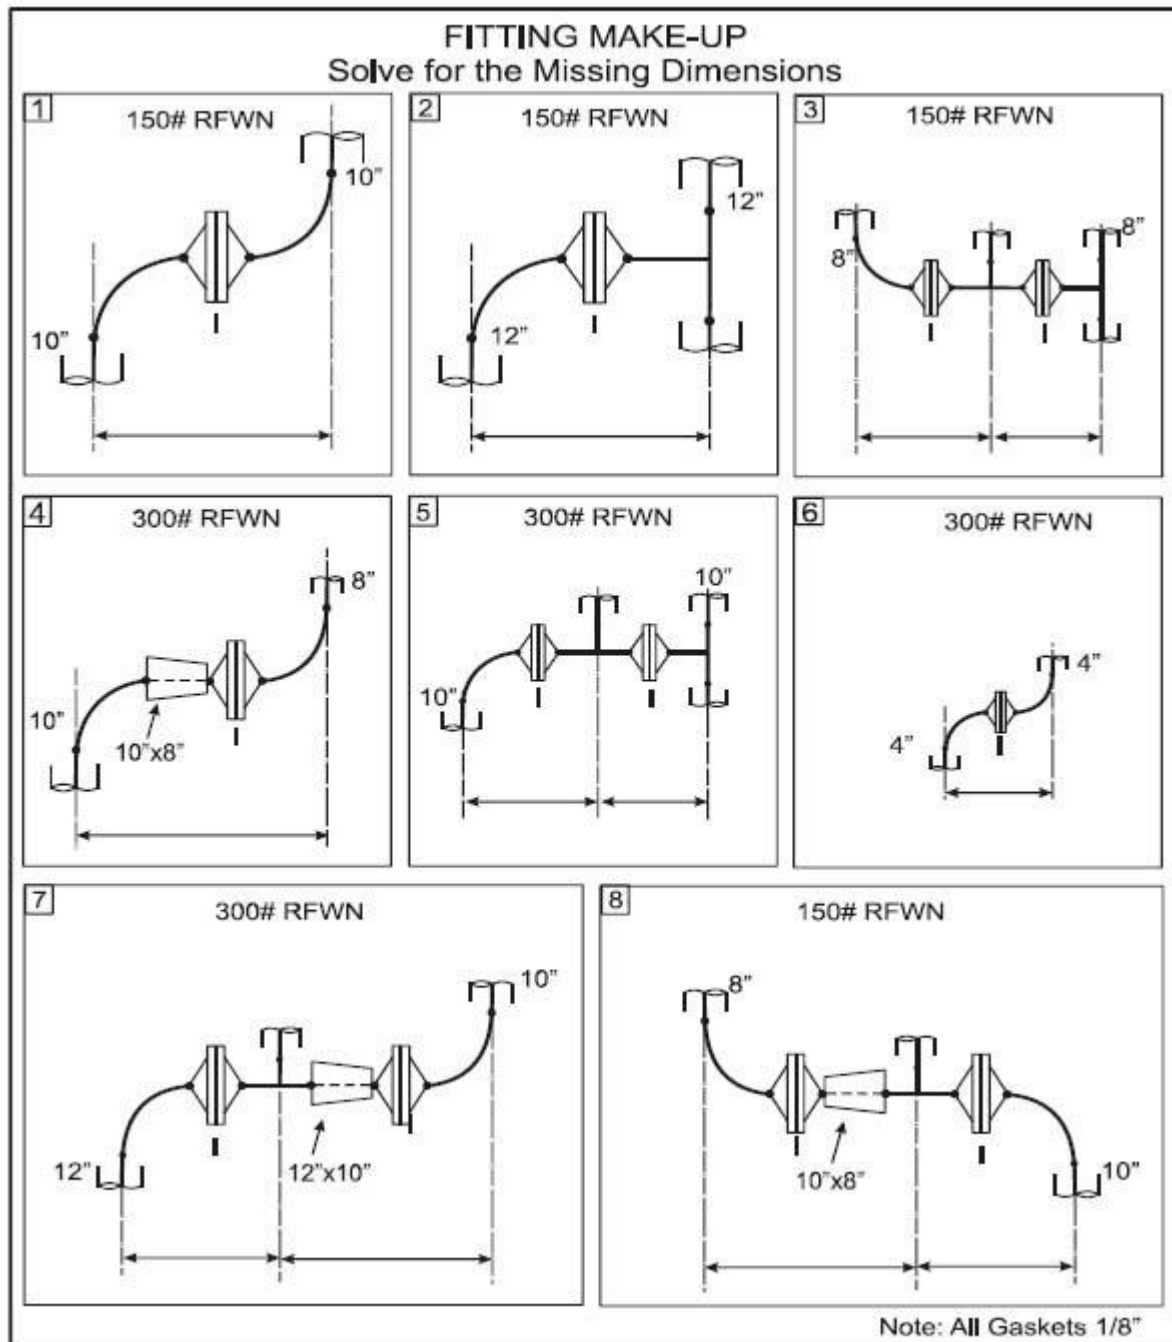 FITTING MAKE-UP
Solve for the Missing Dimensions
1
150# RFWN
10”
10”
2
150# RFWN
12”
12”
3
150# RFWN
8”
8”
4
300# RFWN
8”
10”
10”x8”
5
300# RFWN
10”
10”
6
300# RFWN
4”
4”
7
300# RFWN
10”
12”
12”x10”
8
150# RFWN
8”
10”x8”
10”
Note: All Gaskets 1/8”